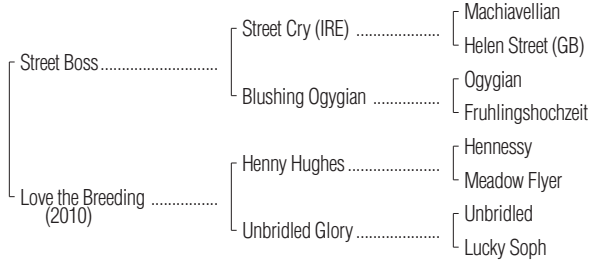 Machiavellian
Street Cry (IRE) ..................
Helen Street (GB)
Street Boss............................
Ogygian
Blushing Ogygian ................
Fruhlingshochzeit
Hennessy
Henny Hughes......................
Meadow Flyer
Love the Breeding ................
(2010)
Unbridled
Unbridled Glory....................
Lucky Soph